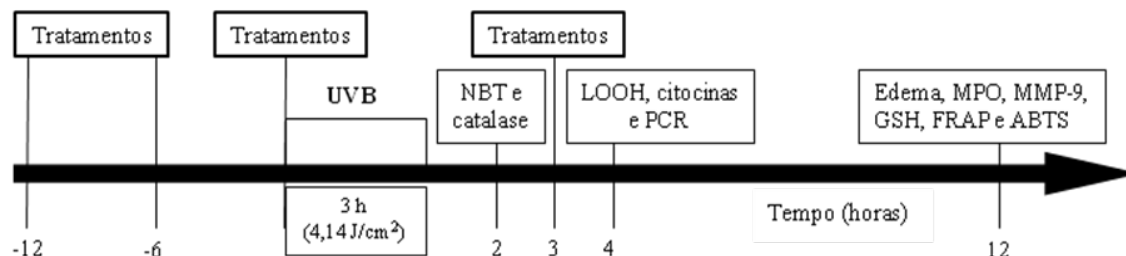 Tratamentos
Tratamentos
Tratamentos
UVB
NBT e
catalase
LOOH, citocinas
e PCR
Edema, MPO, MMP-9,
GSH, FRAP e ABTS
3 h
(4,14 J/cm²)
Tempo (horas)
-12
-6
2
3
4
12